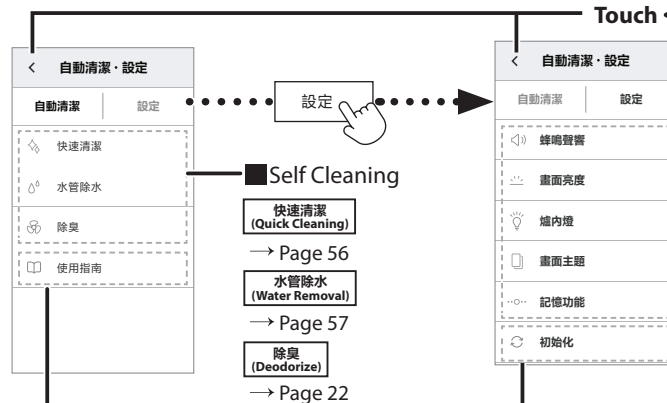 Touch <
< 自動清潔・設定
自動清潔 設定
快速清潔
水管除水
除臭
使用指南
設定
■Self Cleaning
快速清潔
(Quick Cleaning)
→ Page 56
水管除水
(Water Removal)
→ Page 57
除臭
(Deodorize)
→ Page 22
< 自動清潔・設定
自動清潔 設定
蜂鳴聲響
畫面亮度
爐內燈
畫面主題
記憶功能
初始化